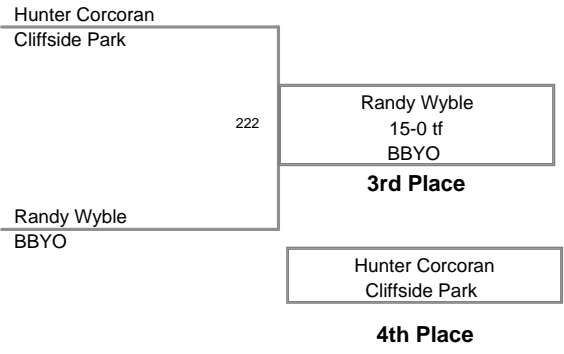 Hunter Corcoran
Cliffside Park
222
Randy Wyble
15-0 tf
BBYO
3rd Place
Randy Wyble
BBYO
Hunter Corcoran
Cliffside Park
4th Place